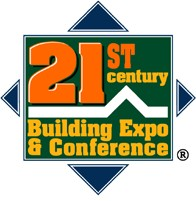 21ST
century
Building Expo
& Conference
®